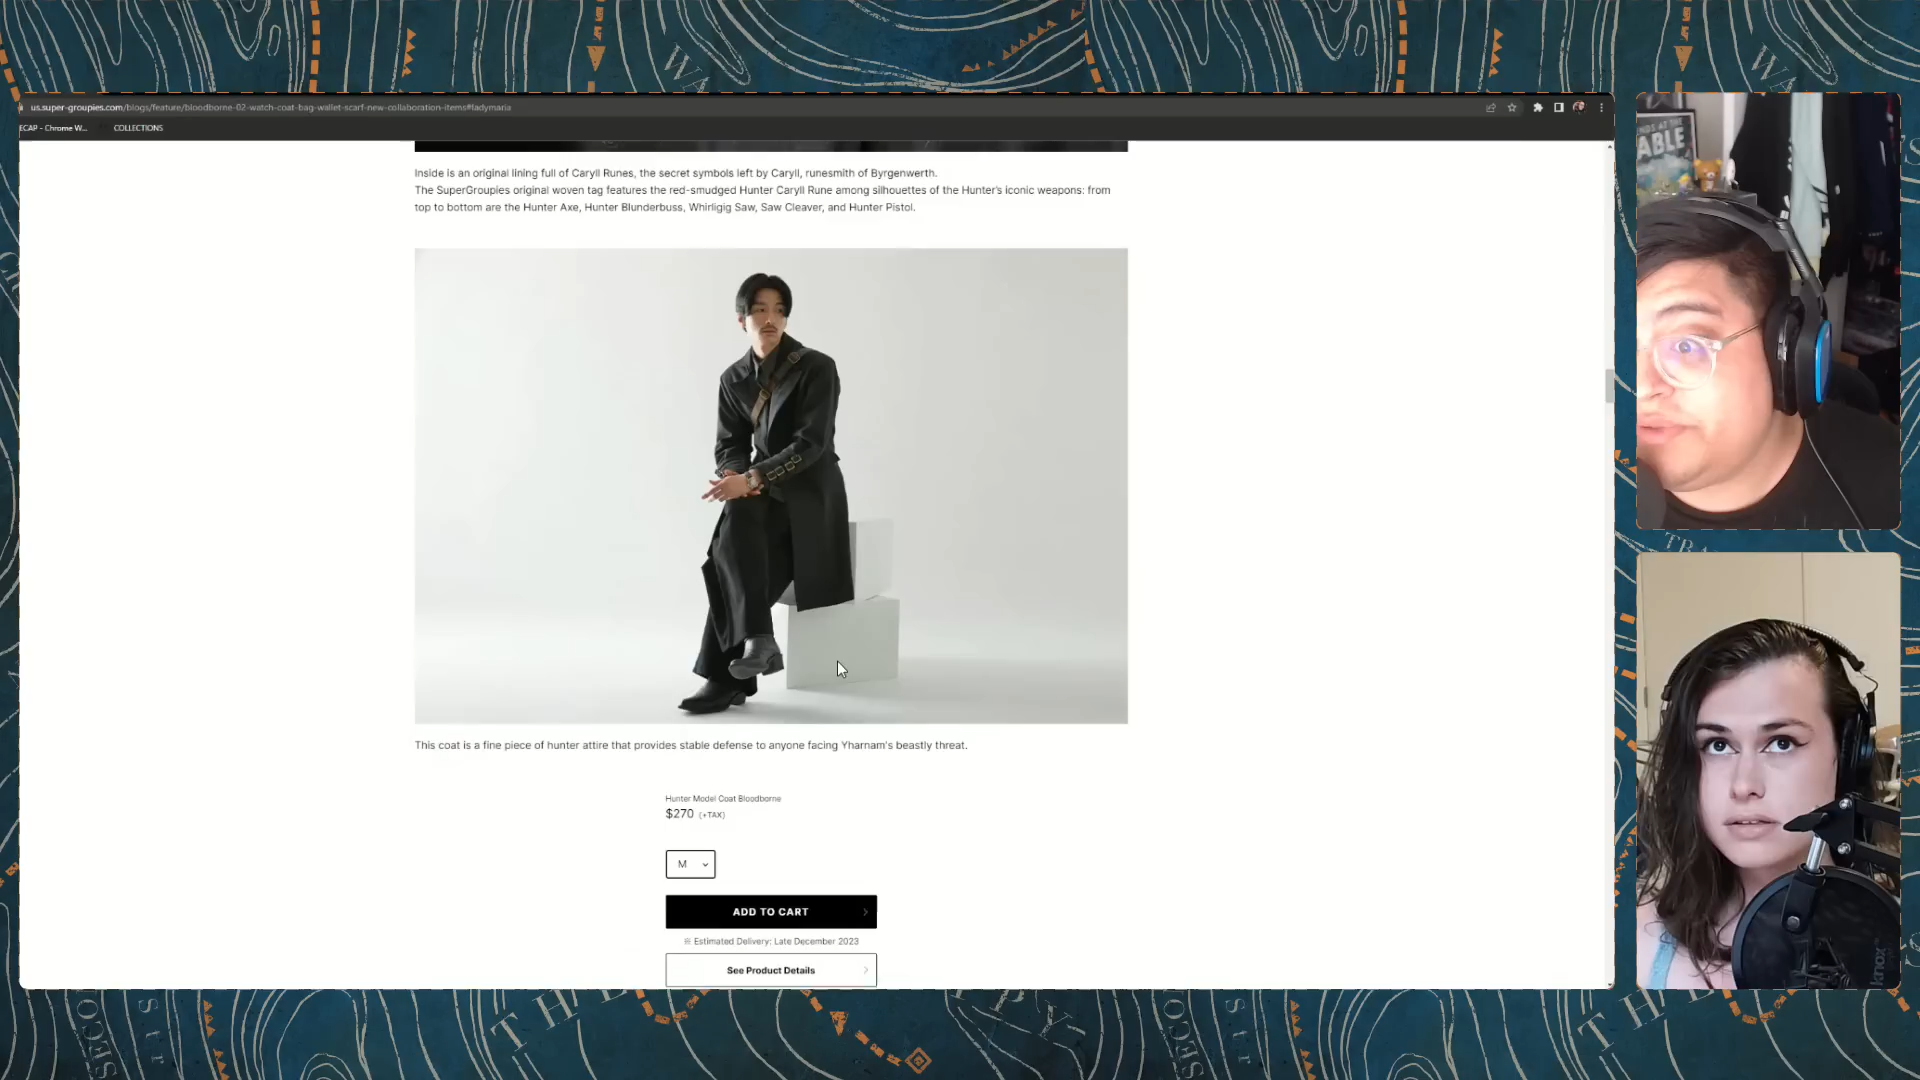 us.super-groupies.com/blogs/feature/bloodborne-02-watch-coat-bag-wallet-scarf-new-collaboration-items#ladymaria
ECAP - Chrome W...
COLLECTIONS
Inside is an original lining full of Caryll Runes, the secret symbols left by Caryll, runesmith of Byrgenwerth.
The SuperGroupies original woven tag features the red-smudged Hunter Caryll Rune among silhouettes of the Hunter's iconic weapons: from
top to bottom are the Hunter Axe, Hunter Blunderbuss, Whirligig Saw, Saw Cleaver, and Hunter Pistol.
This coat is a fine piece of hunter attire that provides stable defense to anyone facing Yharnam's beastly threat.
Hunter Model Coat Bloodborne
$270 (+TAX)
M
ADD TO CART
※ Estimated Delivery: Late December 2023
See Product Details
ABLE
knox